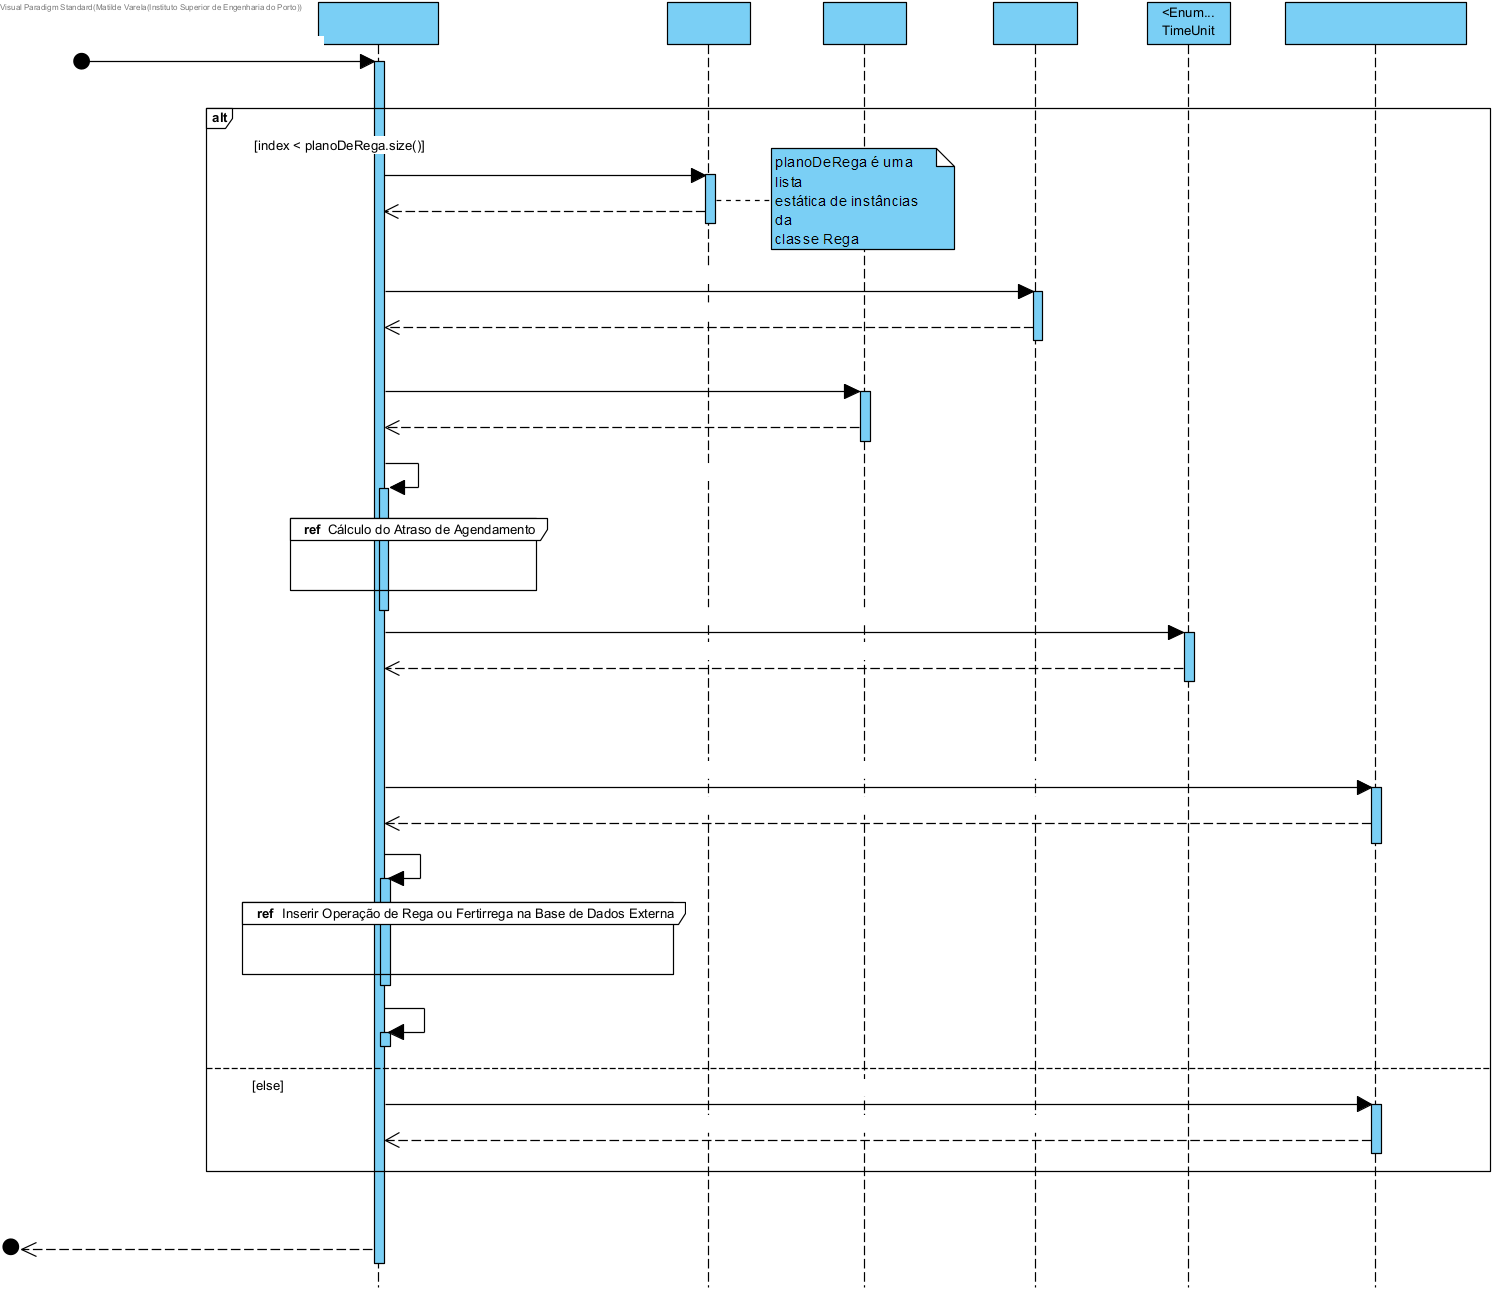 Visual Paradigm Standard(Matilde Varela(Instituto Superior de Engenharia do Porto))
<Enum...
TimeUnit
alt
[index < planoDeRega.size()]
planoDeRega é uma
lista
estática de instâncias
da
classe Rega
ref Cálculo do Atraso de Agendamento
ref Inserir Operação de Rega ou Fertirrega na Base de Dados Externa
[else]